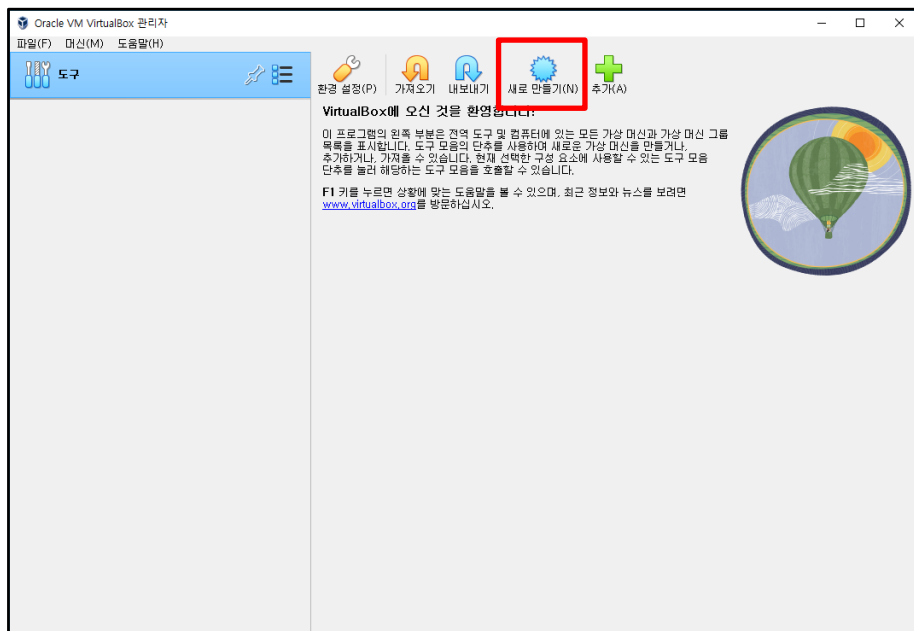 Oracle VM VirtualBox 관리자
파일(F) 머신(M) 도움말(H)
도구
환경 설정(P) 가져오기 내보내기 새로 만들기(N) 추가(A)
VirtualBox에 오신 것을 환영합니다!
이 프로그램의 왼쪽 부분은 전역 도구 및 컴퓨터에 있는 모든 가상 머신과 가상 머신 그룹
목록을 표시합니다. 도구 모음의 단추를 사용하여 새로운 가상 머신을 만들거나,
추가하거나, 가져올 수 있습니다. 현재 선택한 구성 요소에 사용할 수 있는 도구 모음
단추를 눌러 해당하는 도구 모음을 호출할 수 있습니다.
F1 키를 누르면 상황에 맞는 도움말을 볼 수 있으며, 최근 정보와 뉴스를 보려면
www.virtualbox.org를 방문하십시오.